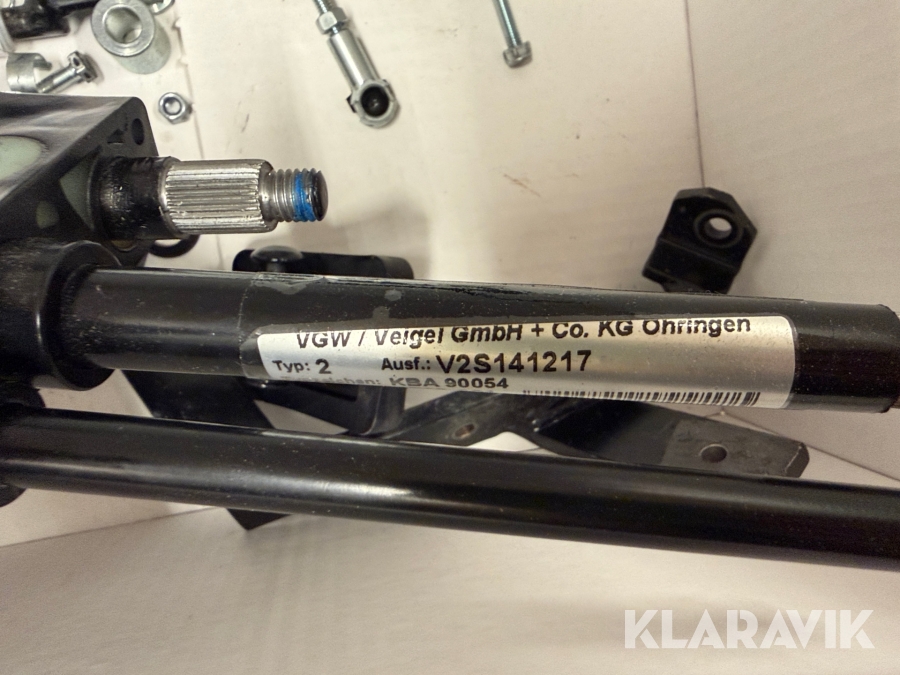 VGW / Veigel GmbH + Co. KG Öhringen
Typ: 2 Ausf.: V2S141217
KBA 90054
KLARAVIK